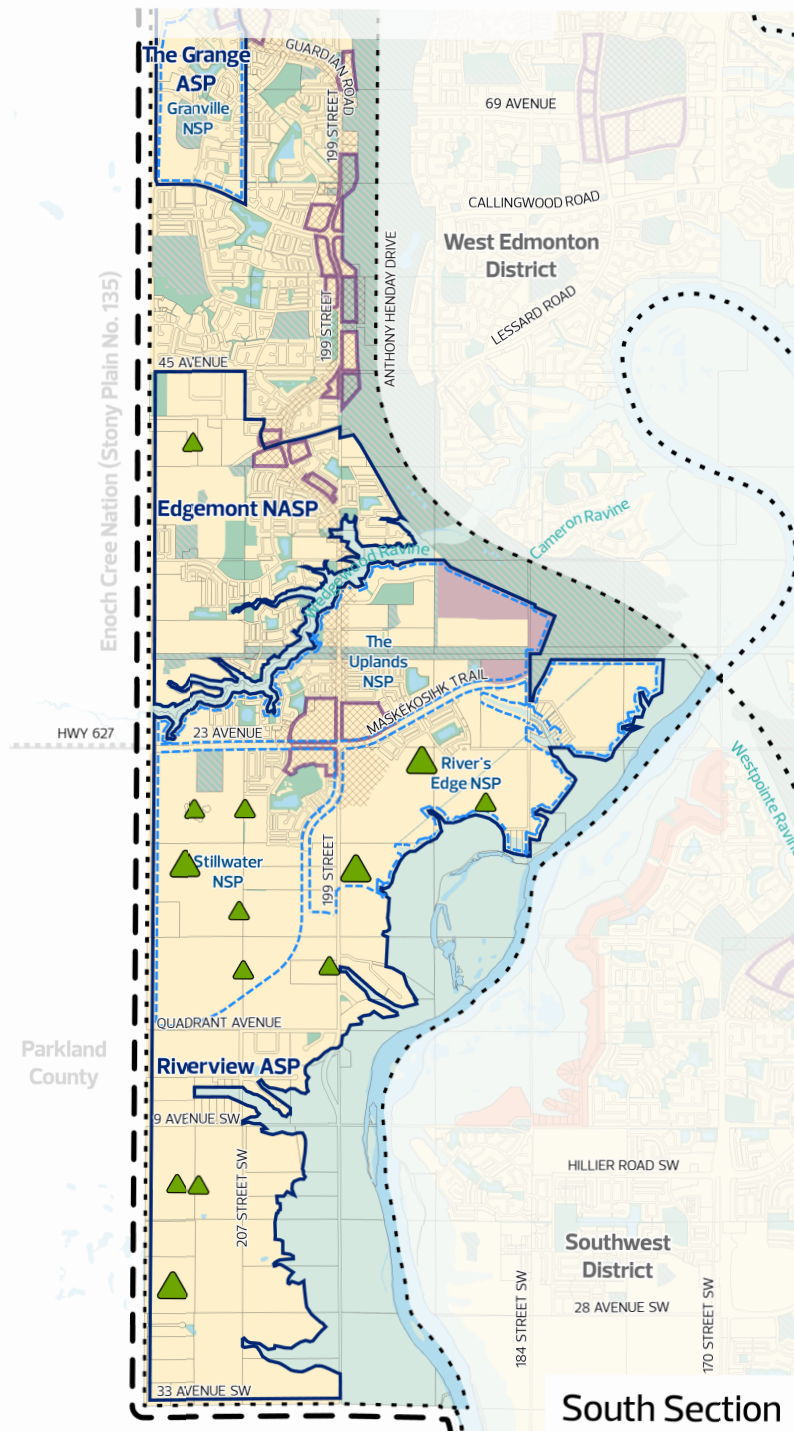 The Grange
ASP
Granville
NSP
GUARDIAN ROAD
199 STREET
69 AVENUE
CALLINGWOOD ROAD
West Edmonton
District
LESSARD ROAD
ANTHONY HENDAY DRIVE
199 STREET
45 AVENUE
Enoch Cree Nation (Stony Plain No. 135)
Edgemont NASP
Wedgewood Ravine
Cameron Ravine
The
Uplands
NSP
MASKÊKOSIHK TRAIL
HWY 627
23 AVENUE
River's
Edge NSP
Westpointe Ravine
Stillwater
NSP
199 STREET
QUADRANT AVENUE
Parkland
County
Riverview ASP
9 AVENUE SW
207 STREET SW
HILLIER ROAD SW
Southwest
District
184 STREET SW
28 AVENUE SW
170 STREET SW
33 AVENUE SW
South Section